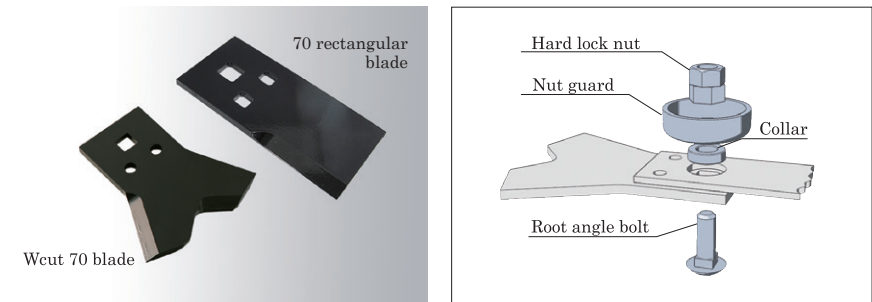 70 rectangular
blade
Wcut 70 blade
Hard lock nut
Nut guard
Collar
Root angle bolt